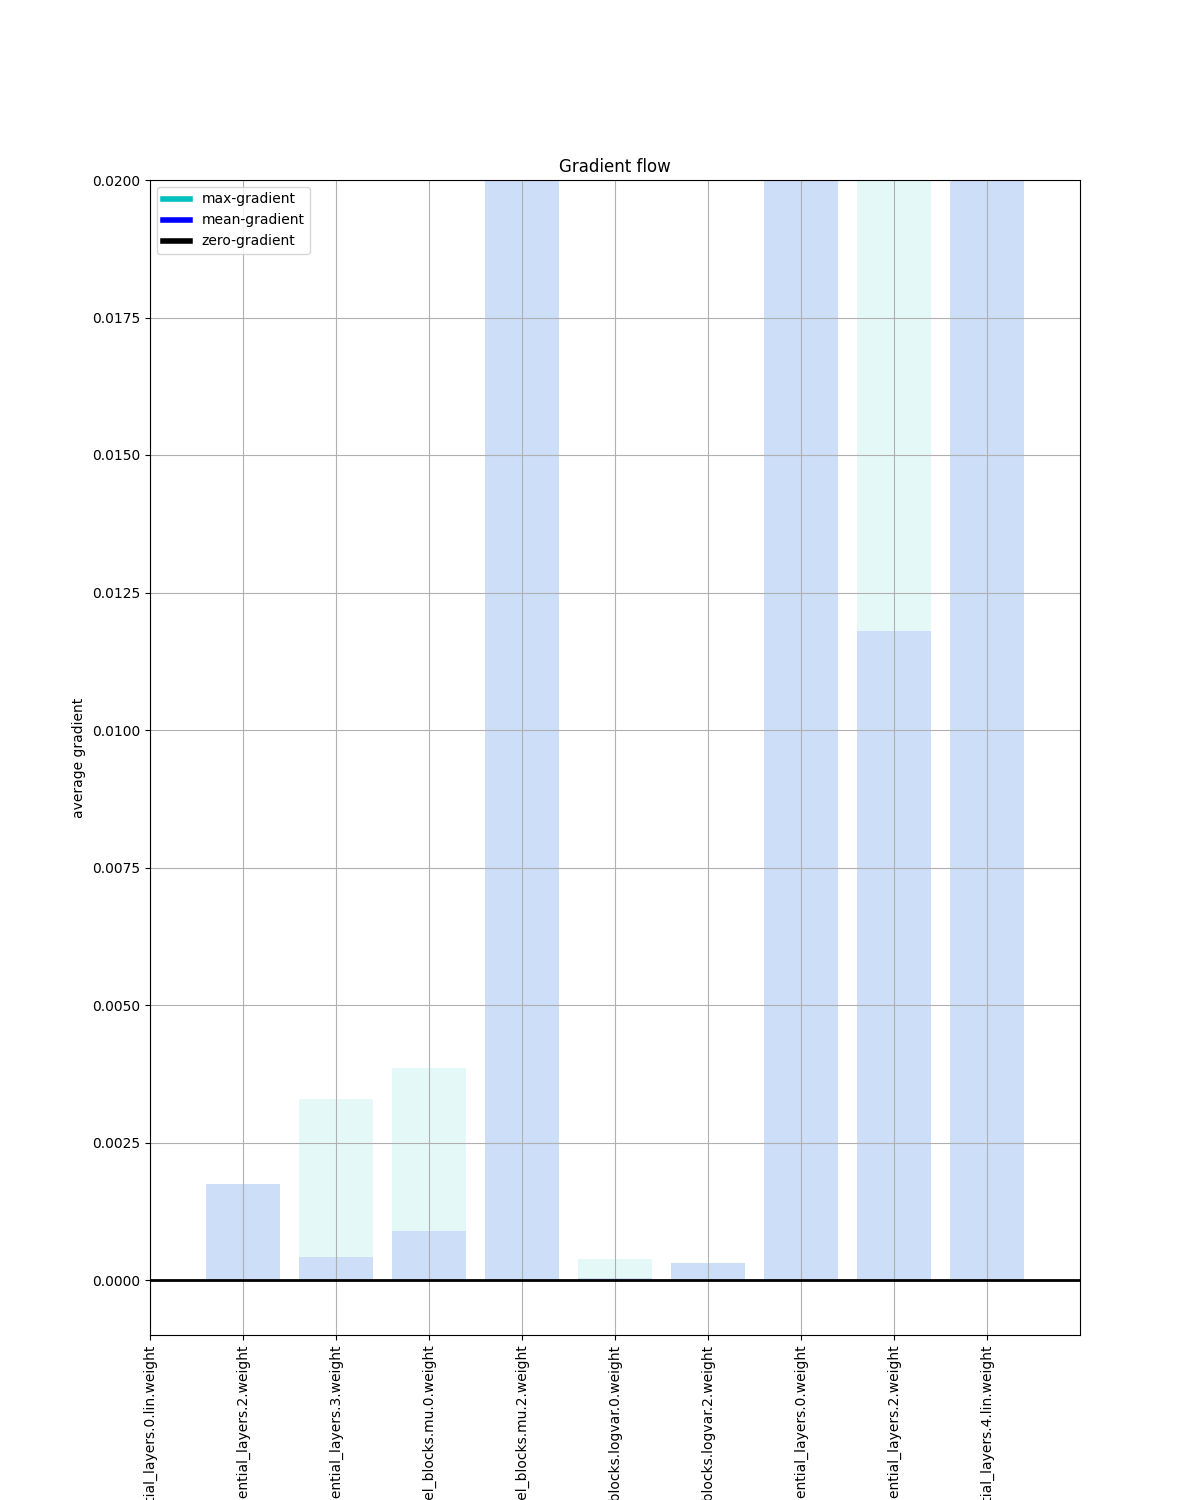 Gradient flow
max-gradient
mean-gradient
zero-gradient
0.0200
0.0175
0.0150
0.0125
0.0100
0.0075
0.0050
0.0025
0.0000
average gradient
tial_layers.0.lin.weight
ential_layers.2.weight
ential_layers.3.weight
el_blocks.mu.0.weight
el_blocks.mu.2.weight
blocks.logvar.0.weight
blocks.logvar.2.weight
ential_layers.0.weight
ential_layers.2.weight
tial_layers.4.lin.weight